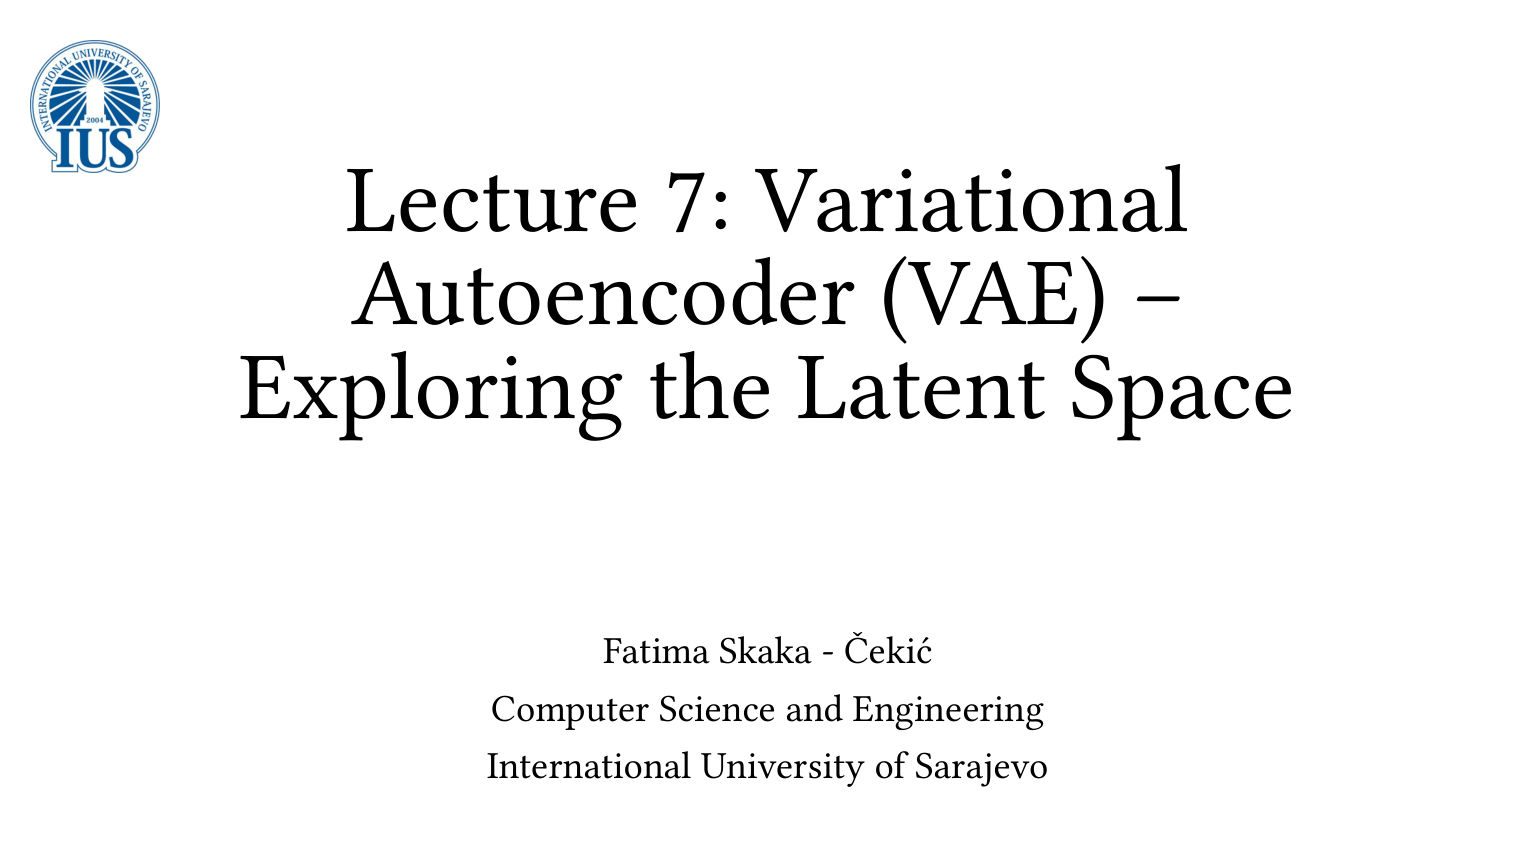 INTERNATIONAL UNIVERSITY OF SARAJEVO
2004
IUS
Lecture 7: Variational
Autoencoder (VAE) –
Exploring the Latent Space
Fatima Skaka - Čekić
Computer Science and Engineering
International University of Sarajevo